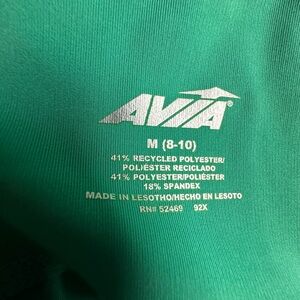 AVIA®
M (8-10)
41% RECYCLED POLYESTER/
POLIÉSTER RECICLADO
41% POLYESTER/POLIÉSTER
18% SPANDEX
MADE IN LESOTHO/HECHO EN LESOTO
RN# 52469 92X